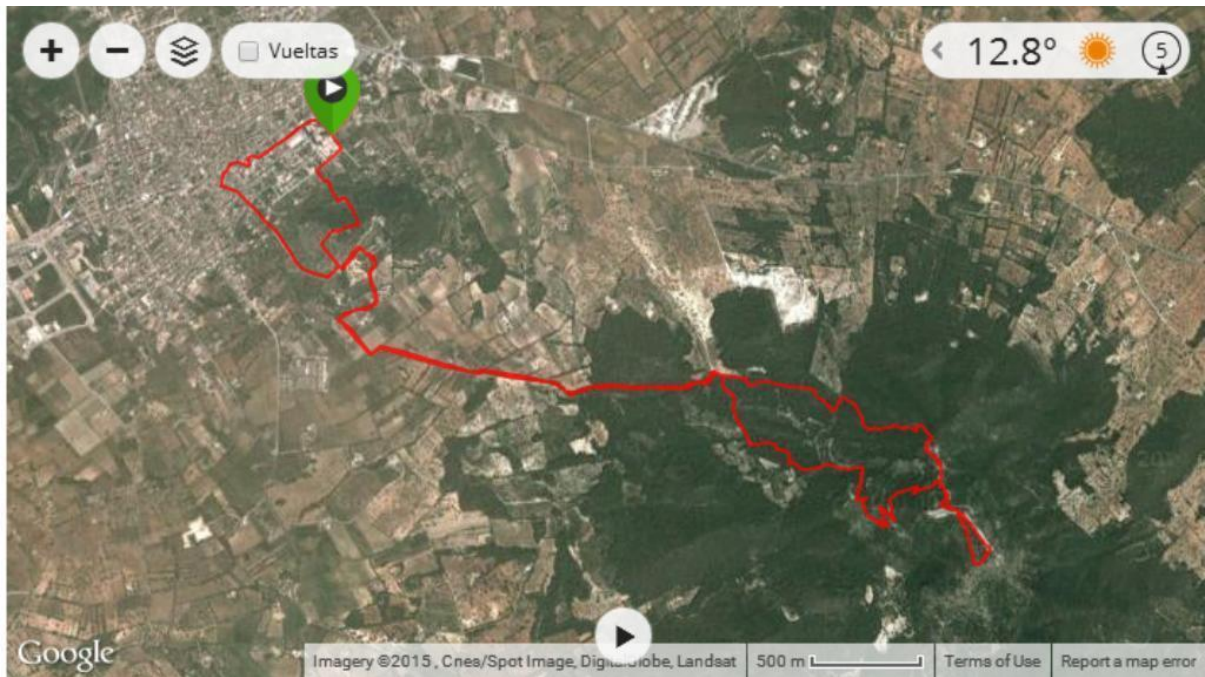 + − Vueltas
12.8° 5
Google
Imagery ©2015 , Cnes/Spot Image, DigitalGlobe, Landsat 500 m Terms of Use Report a map error